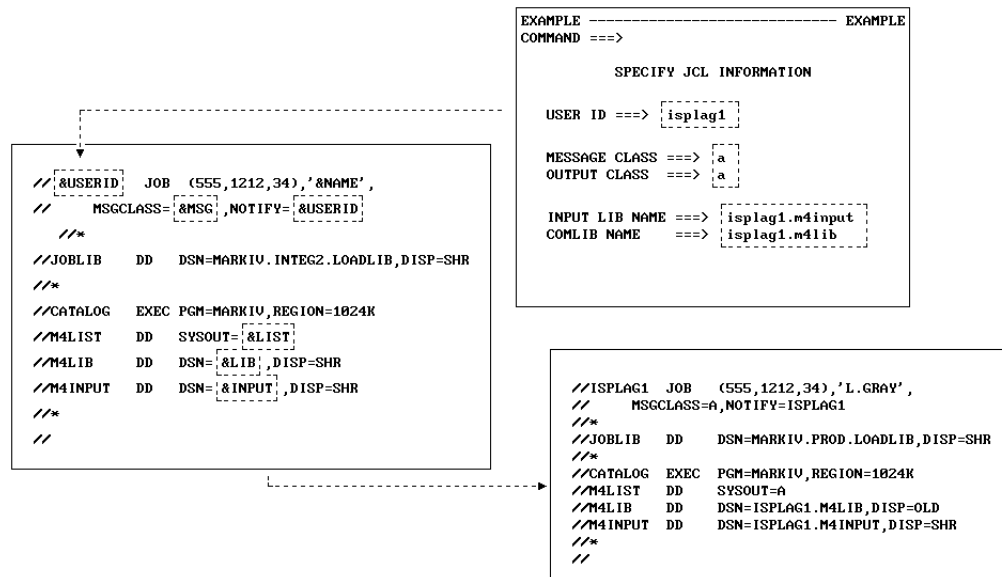 EXAMPLE ---------------------------- EXAMPLE
COMMAND ===>
SPECIFY JCL INFORMATION
USER ID ===> isplag1
MESSAGE CLASS ===> a
OUTPUT CLASS ===> a
INPUT LIB NAME ===> isplag1.m4input
COMLIB NAME ===> isplag1.m4lib
// &USERID JOB (555,1212,34),'&NAME',
// MSGCLASS= &MSG ,NOTIFY= &USERID
//*
//JOBLIB DD DSN=MARKIV.INTEG2.LOADLIB,DISP=SHR
//*
//CATALOG EXEC PGM=MARKIV,REGION=1024K
//M4LIST DD SYSOUT= &LIST
//M4LIB DD DSN= &LIB ,DISP=SHR
//M4INPUT DD DSN= &INPUT ,DISP=SHR
//*
//
//ISPLAG1 JOB (555,1212,34),'L.GRAY',
// MSGCLASS=A,NOTIFY=ISPLAG1
//*
//JOBLIB DD DSN=MARKIV.PROD.LOADLIB,DISP=SHR
//*
//CATALOG EXEC PGM=MARKIV,REGION=1024K
//M4LIST DD SYSOUT=A
//M4LIB DD DSN=ISPLAG1.M4LIB,DISP=OLD
//M4INPUT DD DSN=ISPLAG1.M4INPUT,DISP=SHR
//*
//